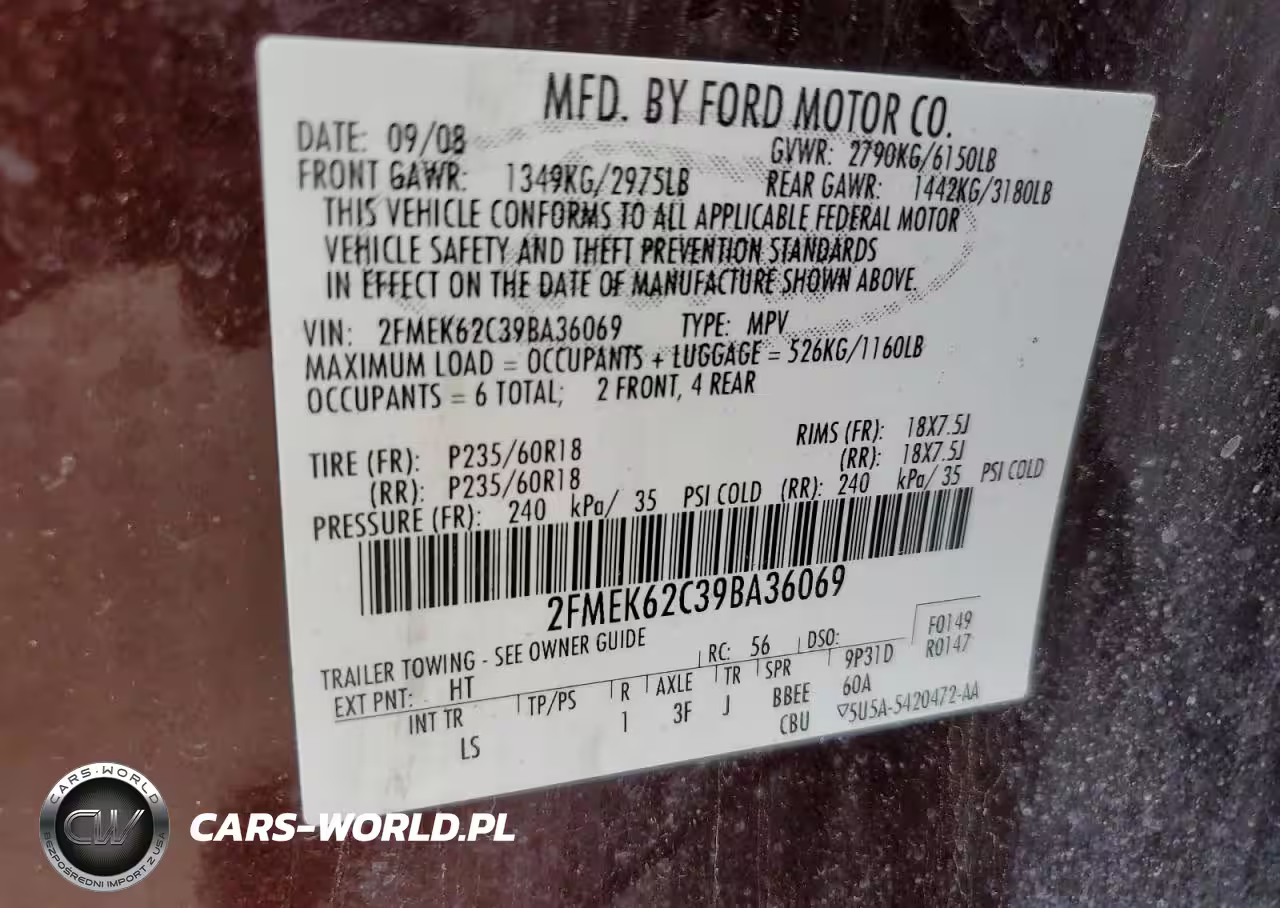 MFD. BY FORD MOTOR CO.
DATE: 09/08 GVWR: 2790KG/6150LB
FRONT GAWR: 1349KG/2975LB REAR GAWR: 1442KG/3180LB
THIS VEHICLE CONFORMS TO ALL APPLICABLE FEDERAL MOTOR
VEHICLE SAFETY AND THEFT PREVENTION STANDARDS
IN EFFECT ON THE DATE OF MANUFACTURE SHOWN ABOVE.
VIN: 2FMEK62C39BA36069 TYPE: MPV
MAXIMUM LOAD = OCCUPANTS + LUGGAGE = 526KG/1160LB
OCCUPANTS = 6 TOTAL; 2 FRONT, 4 REAR
TIRE (FR): P235/60R18 RIMS (FR): 18X7.5J
(RR): P235/60R18 (RR): 18X7.5J
PRESSURE (FR): 240 kPa/ 35 PSI COLD (RR): 240 kPa/ 35 PSI COLD
2FMEK62C39BA36069
TRAILER TOWING - SEE OWNER GUIDE
F0149
EXT PNT: HT RC: 56 DSO: R0147
INT TR TP/PS R AXLE TR SPR 9P31D
LS 1 3F J BBEE 60A
CBU ▽5U5A-5420472-AA
CARS-WORLD
CW
BEZPOŚREDNI IMPORT Z USA
CARS-WORLD.PL